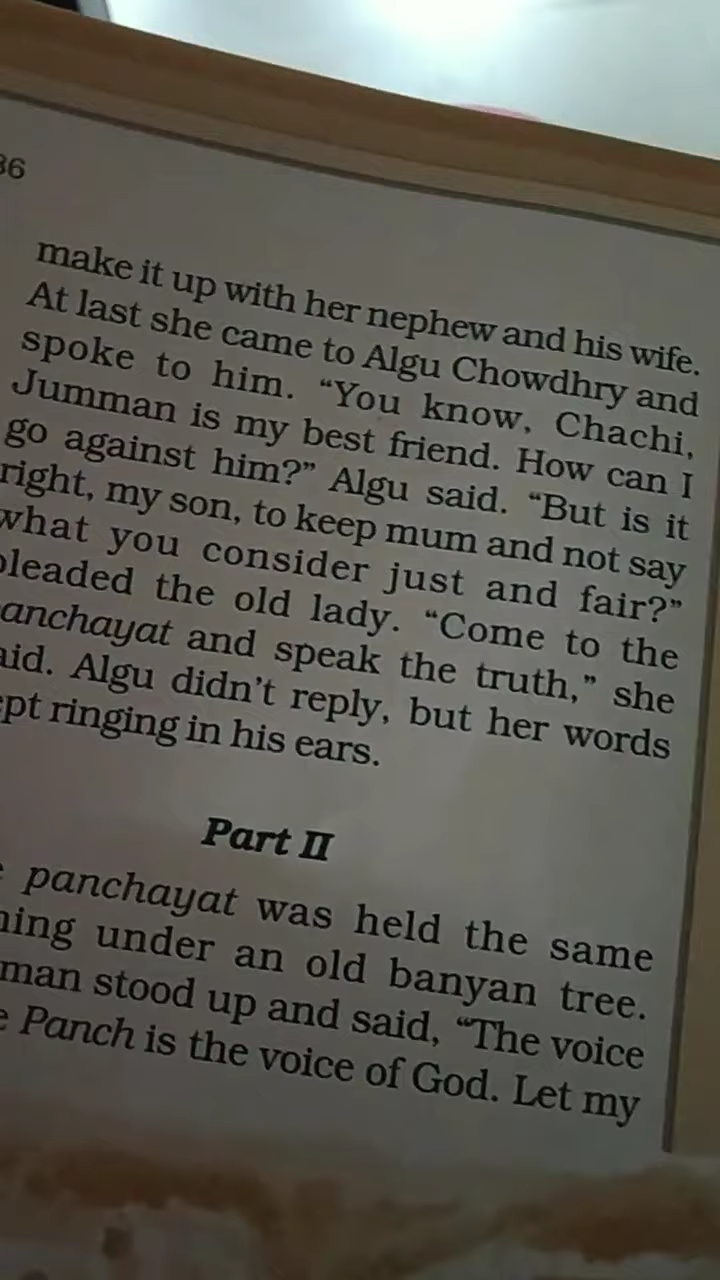 36
make it up with her nephew and his wife.
At last she came to Algu Chowdhry and
spoke to him. “You know, Chachi,
Jumman is my best friend. How can I
go against him?” Algu said. “But is it
right, my son, to keep mum and not say
what you consider just and fair?”
pleaded the old lady. “Come to the
panchayat and speak the truth,” she
aid. Algu didn’t reply, but her words
ept ringing in his ears.
Part II
panchayat was held the same
ning under an old banyan tree.
man stood up and said, “The voice
e Panch is the voice of God. Let my